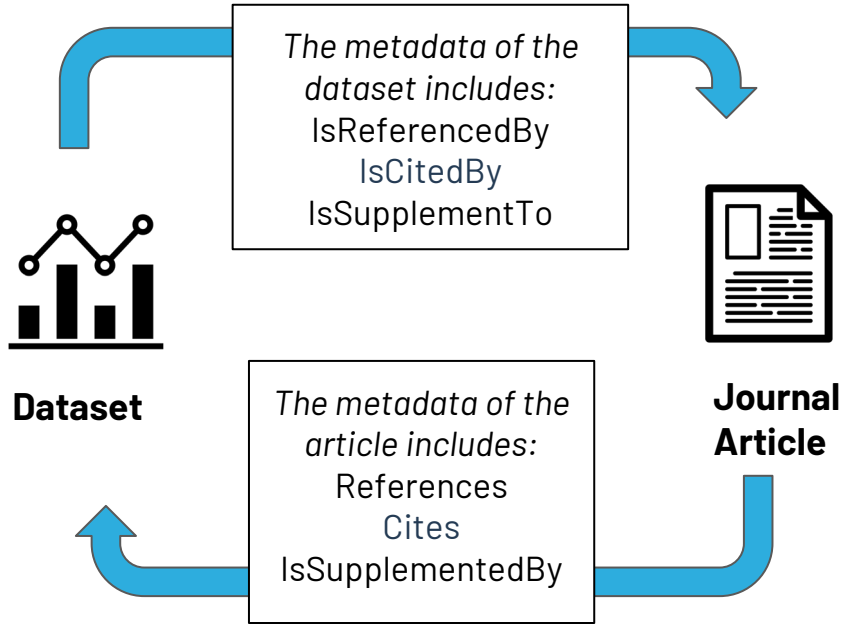 The metadata of the
dataset includes:
IsReferencedBy
IsCitedBy
IsSupplementTo
Dataset
Journal
Article
The metadata of the
article includes:
References
Cites
IsSupplementedBy